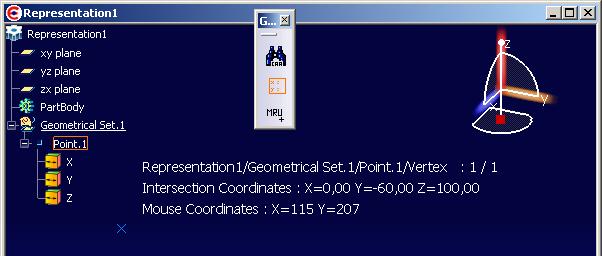 Representation1
G...
Representation1
xy plane
yz plane
zx plane
PartBody
Geometrical Set.1
Point.1
X
Y
Z
CAA
x :
y :
MRU
Z
Y
Representation1/Geometrical Set.1/Point.1/Vertex : 1 / 1
Intersection Coordinates : X=0,00 Y=-60,00 Z=100,00
Mouse Coordinates : X=115 Y=207